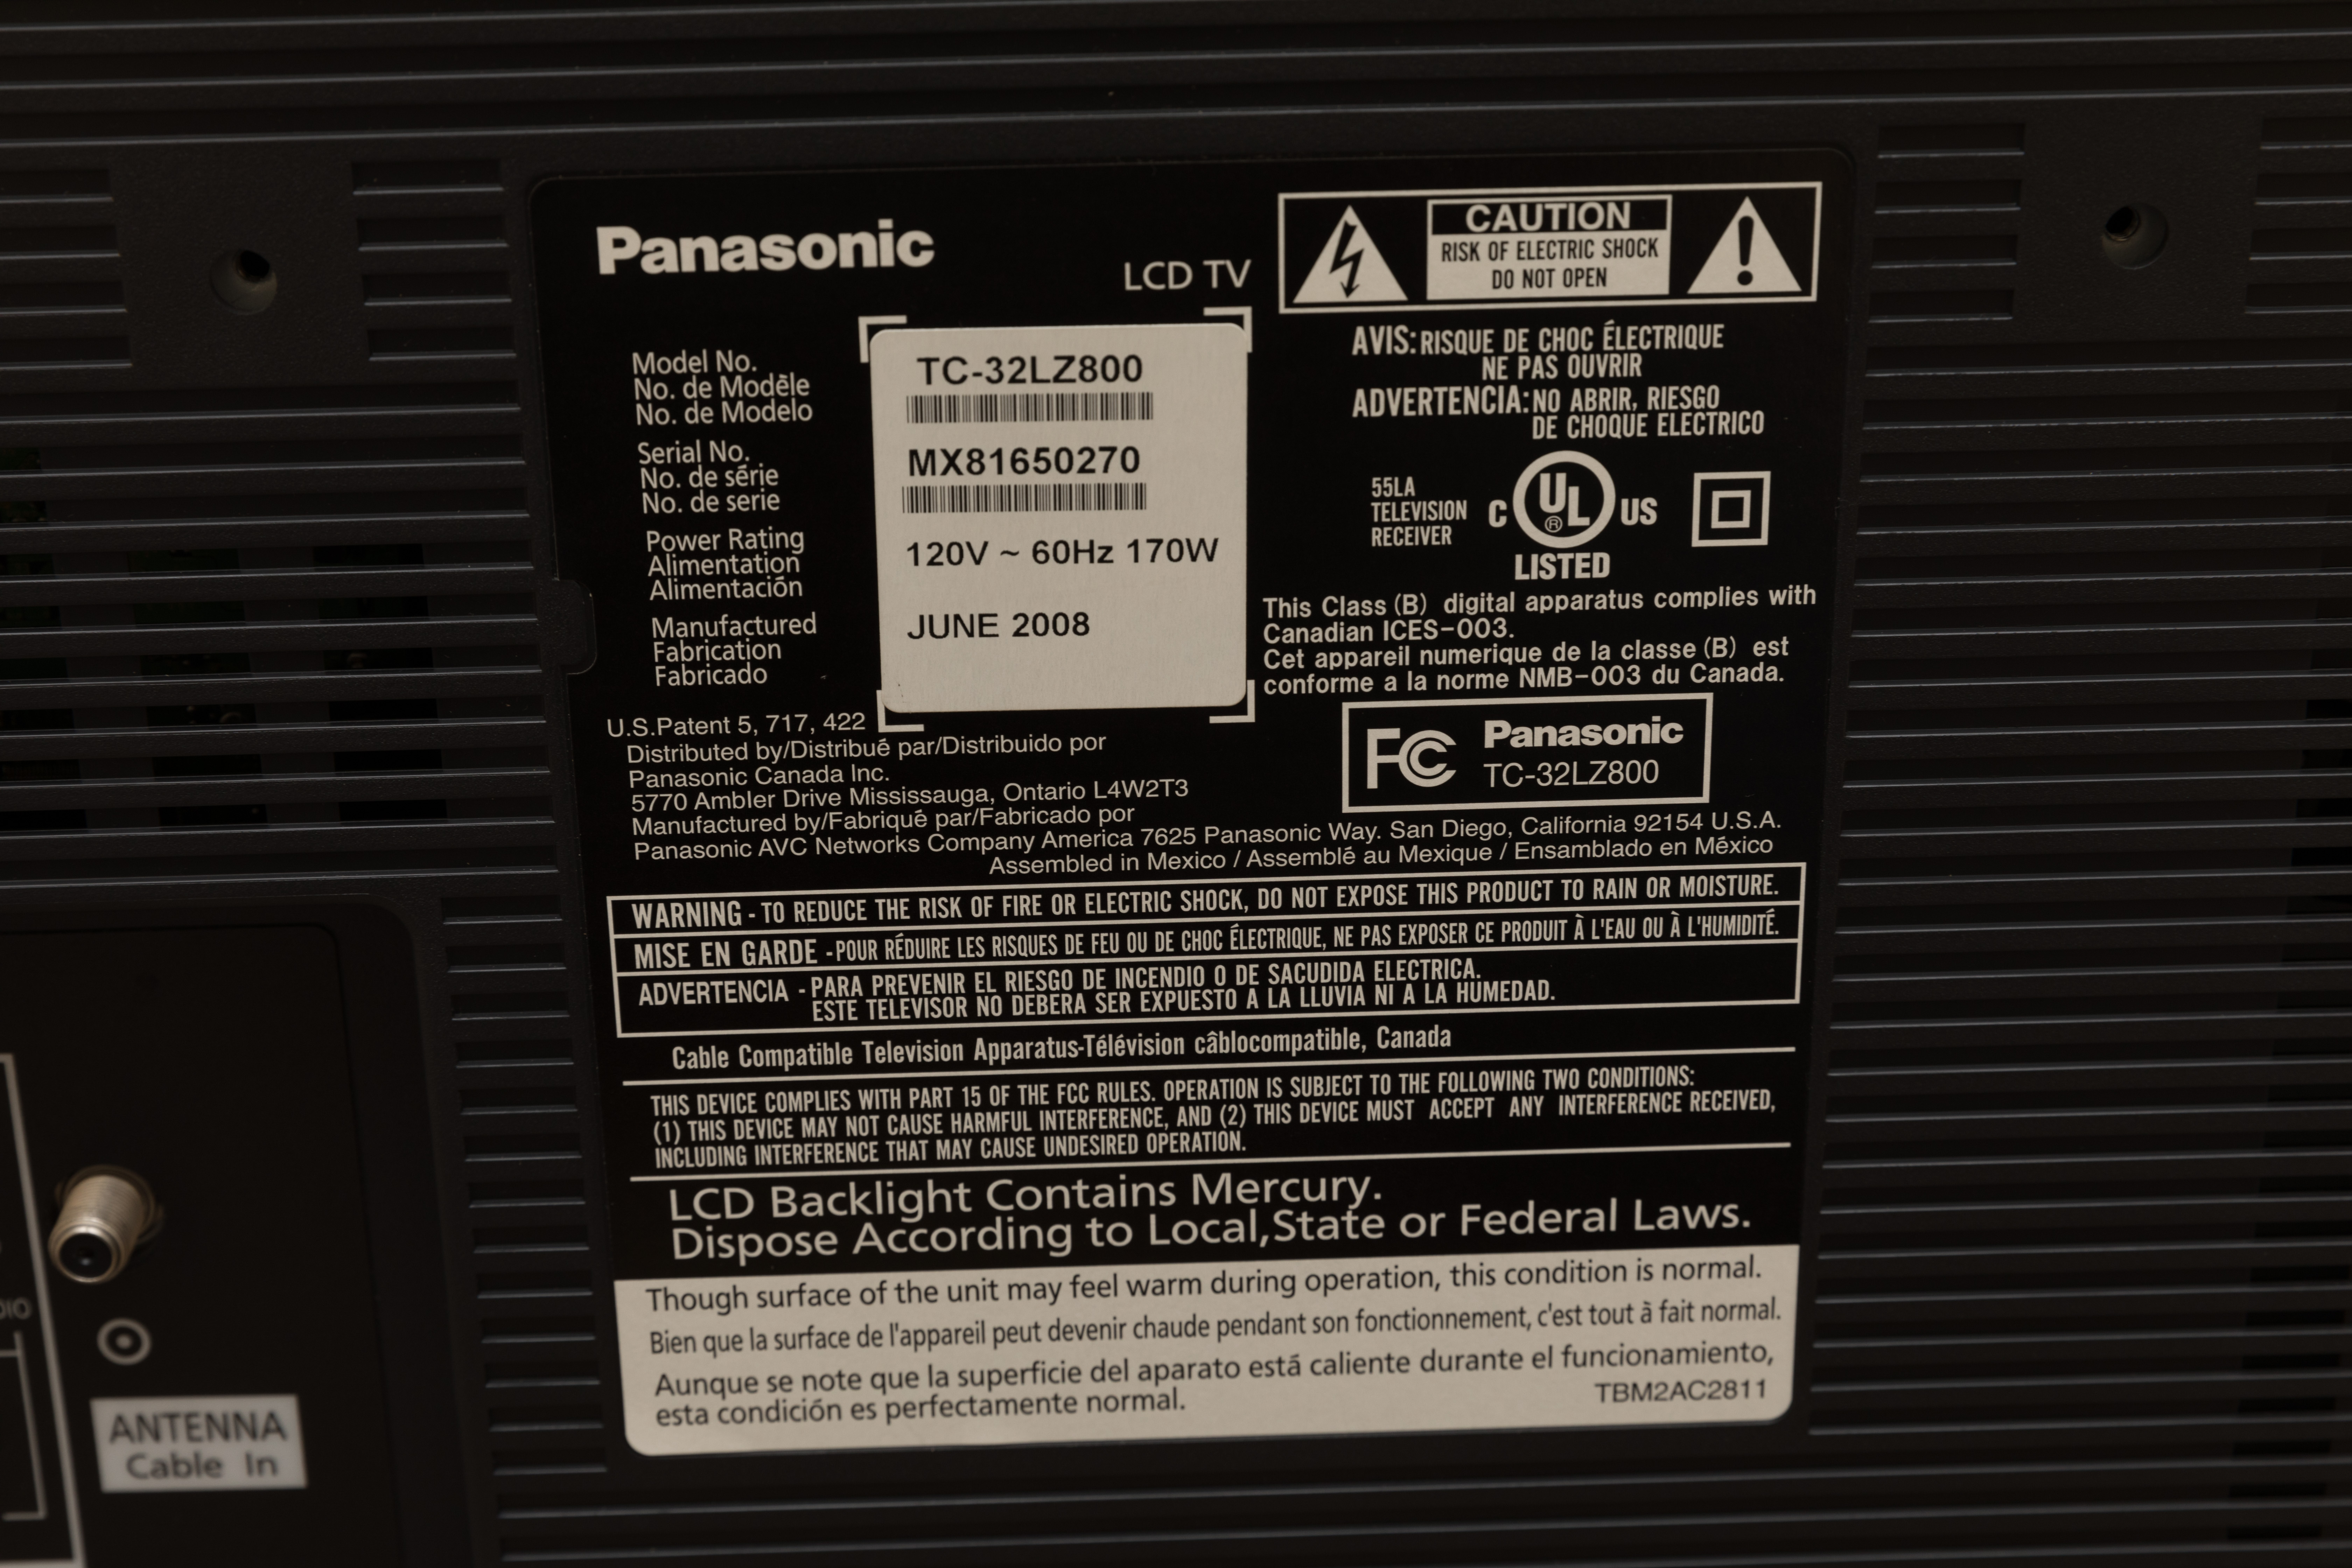 Panasonic
LCD TV
CAUTION
RISK OF ELECTRIC SHOCK
DO NOT OPEN
AVIS: RISQUE DE CHOC ÉLECTRIQUE
NE PAS OUVRIR
ADVERTENCIA: NO ABRIR, RIESGO
DE CHOQUE ELECTRICO
Model No.
No. de Modèle
No. de Modelo
TC-32LZ800
Serial No.
No. de série
No. de serie
MX81650270
Power Rating
Alimentation
Alimentación
120V ~ 60Hz 170W
Manufactured
Fabrication
Fabricado
JUNE 2008
55LA
TELEVISION
RECEIVER
C UL US
®
LISTED
This Class (B) digital apparatus complies with
Canadian ICES-003.
Cet appareil numerique de la classe (B) est
conforme a la norme NMB-003 du Canada.
FC Panasonic
TC-32LZ800
U.S.Patent 5, 717, 422
Distributed by/Distribué par/Distribuido por
Panasonic Canada Inc.
5770 Ambler Drive Mississauga, Ontario L4W2T3
Manufactured by/Fabriqué par/Fabricado por
Panasonic AVC Networks Company America 7625 Panasonic Way. San Diego, California 92154 U.S.A.
Assembled in Mexico / Assemblé au Mexique / Ensamblado en México
WARNING - TO REDUCE THE RISK OF FIRE OR ELECTRIC SHOCK, DO NOT EXPOSE THIS PRODUCT TO RAIN OR MOISTURE.
MISE EN GARDE - POUR RÉDUIRE LES RISQUES DE FEU OU DE CHOC ÉLECTRIQUE, NE PAS EXPOSER CE PRODUIT À L'EAU OU À L'HUMIDITÉ.
ADVERTENCIA - PARA PREVENIR EL RIESGO DE INCENDIO O DE SACUDIDA ELECTRICA.
ESTE TELEVISOR NO DEBERA SER EXPUESTO A LA LLUVIA NI A LA HUMEDAD.
Cable Compatible Television Apparatus-Télévision câblocompatible, Canada
THIS DEVICE COMPLIES WITH PART 15 OF THE FCC RULES. OPERATION IS SUBJECT TO THE FOLLOWING TWO CONDITIONS:
(1) THIS DEVICE MAY NOT CAUSE HARMFUL INTERFERENCE, AND (2) THIS DEVICE MUST ACCEPT ANY INTERFERENCE RECEIVED,
INCLUDING INTERFERENCE THAT MAY CAUSE UNDESIRED OPERATION.
LCD Backlight Contains Mercury.
Dispose According to Local,State or Federal Laws.
Though surface of the unit may feel warm during operation, this condition is normal.
Bien que la surface de l'appareil peut devenir chaude pendant son fonctionnement, c'est tout à fait normal.
Aunque se note que la superficie del aparato está caliente durante el funcionamiento,
esta condición es perfectamente normal.
TBM2AC2811
ANTENNA
Cable In